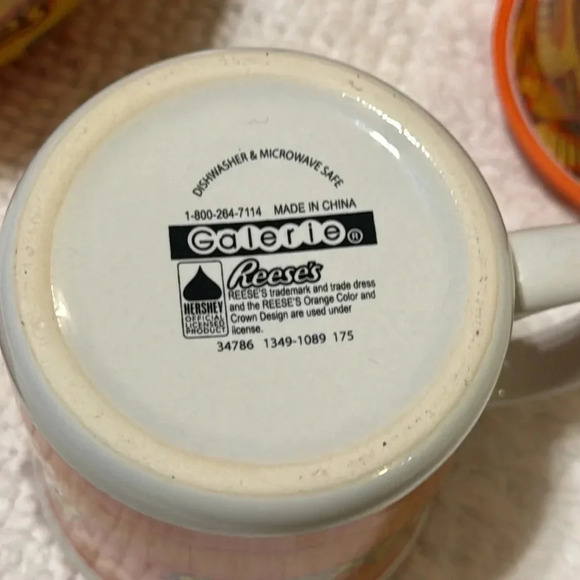 DISHWASHER & MICROWAVE SAFE
1-800-264-7114 MADE IN CHINA
Galerie®
Reese's
HERSHEY
OFFICIAL
LICENSED
PRODUCT
REESE'S trademark and trade dress
and the REESE'S Orange Color and
Crown Design are used under
license.
34786 1349-1089 175